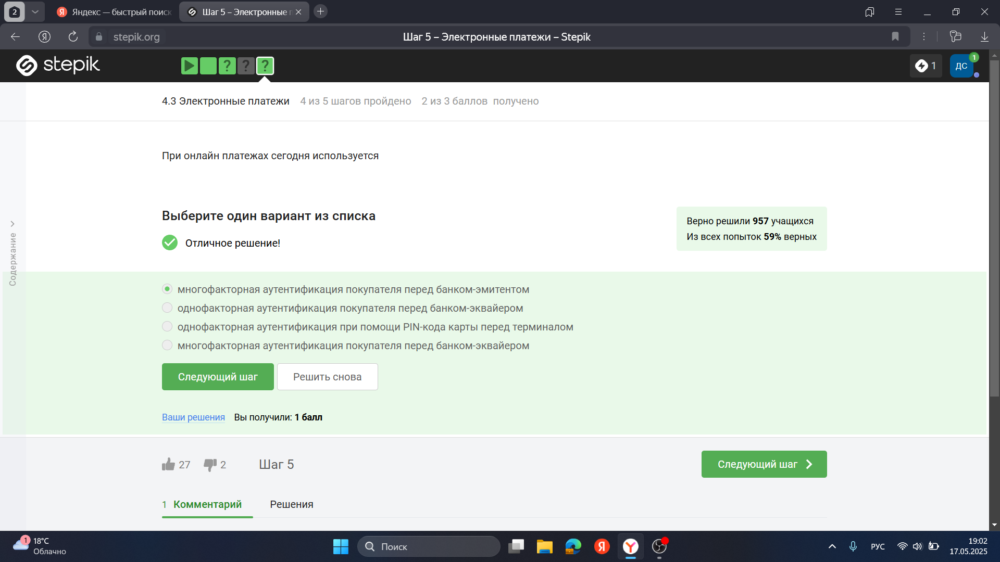 2
Яндекс — быстрый поиск
Шаг 5 – Электронные п
stepik.org
Шаг 5 – Электронные платежи – Stepik
stepik
? ? ?
1
ДС
1
4.3 Электронные платежи 4 из 5 шагов пройдено 2 из 3 баллов получено
Содержание
При онлайн платежах сегодня используется
Выберите один вариант из списка
Отличное решение!
Верно решили 957 учащихся
Из всех попыток 59% верных
многофакторная аутентификация покупателя перед банком-эмитентом
однофакторная аутентификация покупателя перед банком-эквайером
однофакторная аутентификация при помощи PIN-кода карты перед терминалом
многофакторная аутентификация покупателя перед банком-эквайером
Следующий шаг
Решить снова
Ваши решения Вы получили: 1 балл
27
2
Шаг 5
Следующий шаг
1 Комментарий
Решения
1
18°C
Облачно
Поиск
РУС
19:02
17.05.2025